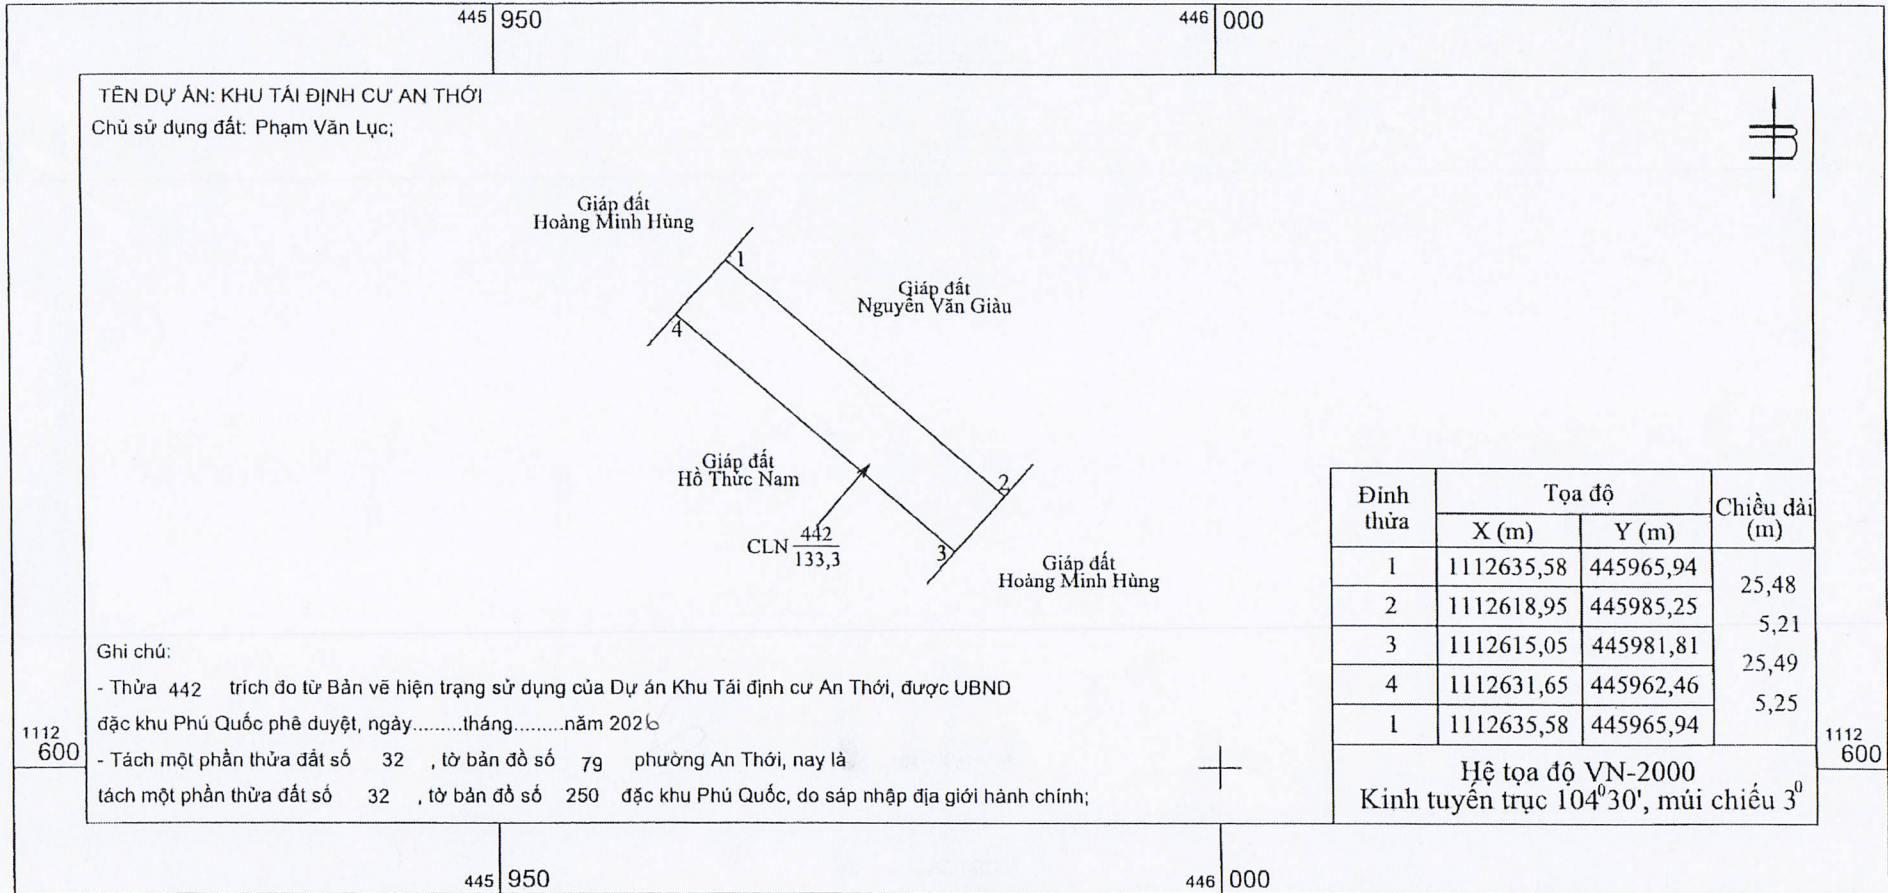 445 950
446 000
TÊN DỰ ÁN: KHU TÁI ĐỊNH CƯ AN THỚI
Chủ sử dụng đất: Phạm Văn Lục;
Giáp đất
Hoàng Minh Hùng
1
Giáp đất
Nguyễn Văn Giàu
4
Giáp đất
Hồ Thức Nam
2
CLN 442
133,3
3
Giáp đất
Hoàng Minh Hùng
Đỉnh thửa Tọa độ Chiều dài (m)
X (m) Y (m)
1 1112635,58 445965,94
25,48
2 1112618,95 445985,25
5,21
3 1112615,05 445981,81
25,49
4 1112631,65 445962,46
5,25
1 1112635,58 445965,94
Hệ tọa độ VN-2000
Kinh tuyến trục 104⁰30', múi chiếu 3⁰
Ghi chú:
- Thửa 442 trích đo từ Bản vẽ hiện trạng sử dụng của Dự án Khu Tái định cư An Thới, được UBND
đặc khu Phú Quốc phê duyệt, ngày.........tháng.........năm 2026
- Tách một phần thửa đất số 32 , tờ bản đồ số 79 phường An Thới, nay là
tách một phần thửa đất số 32 , tờ bản đồ số 250 đặc khu Phú Quốc, do sáp nhập địa giới hành chính;
1112
600
1112
600
445 950
446 000